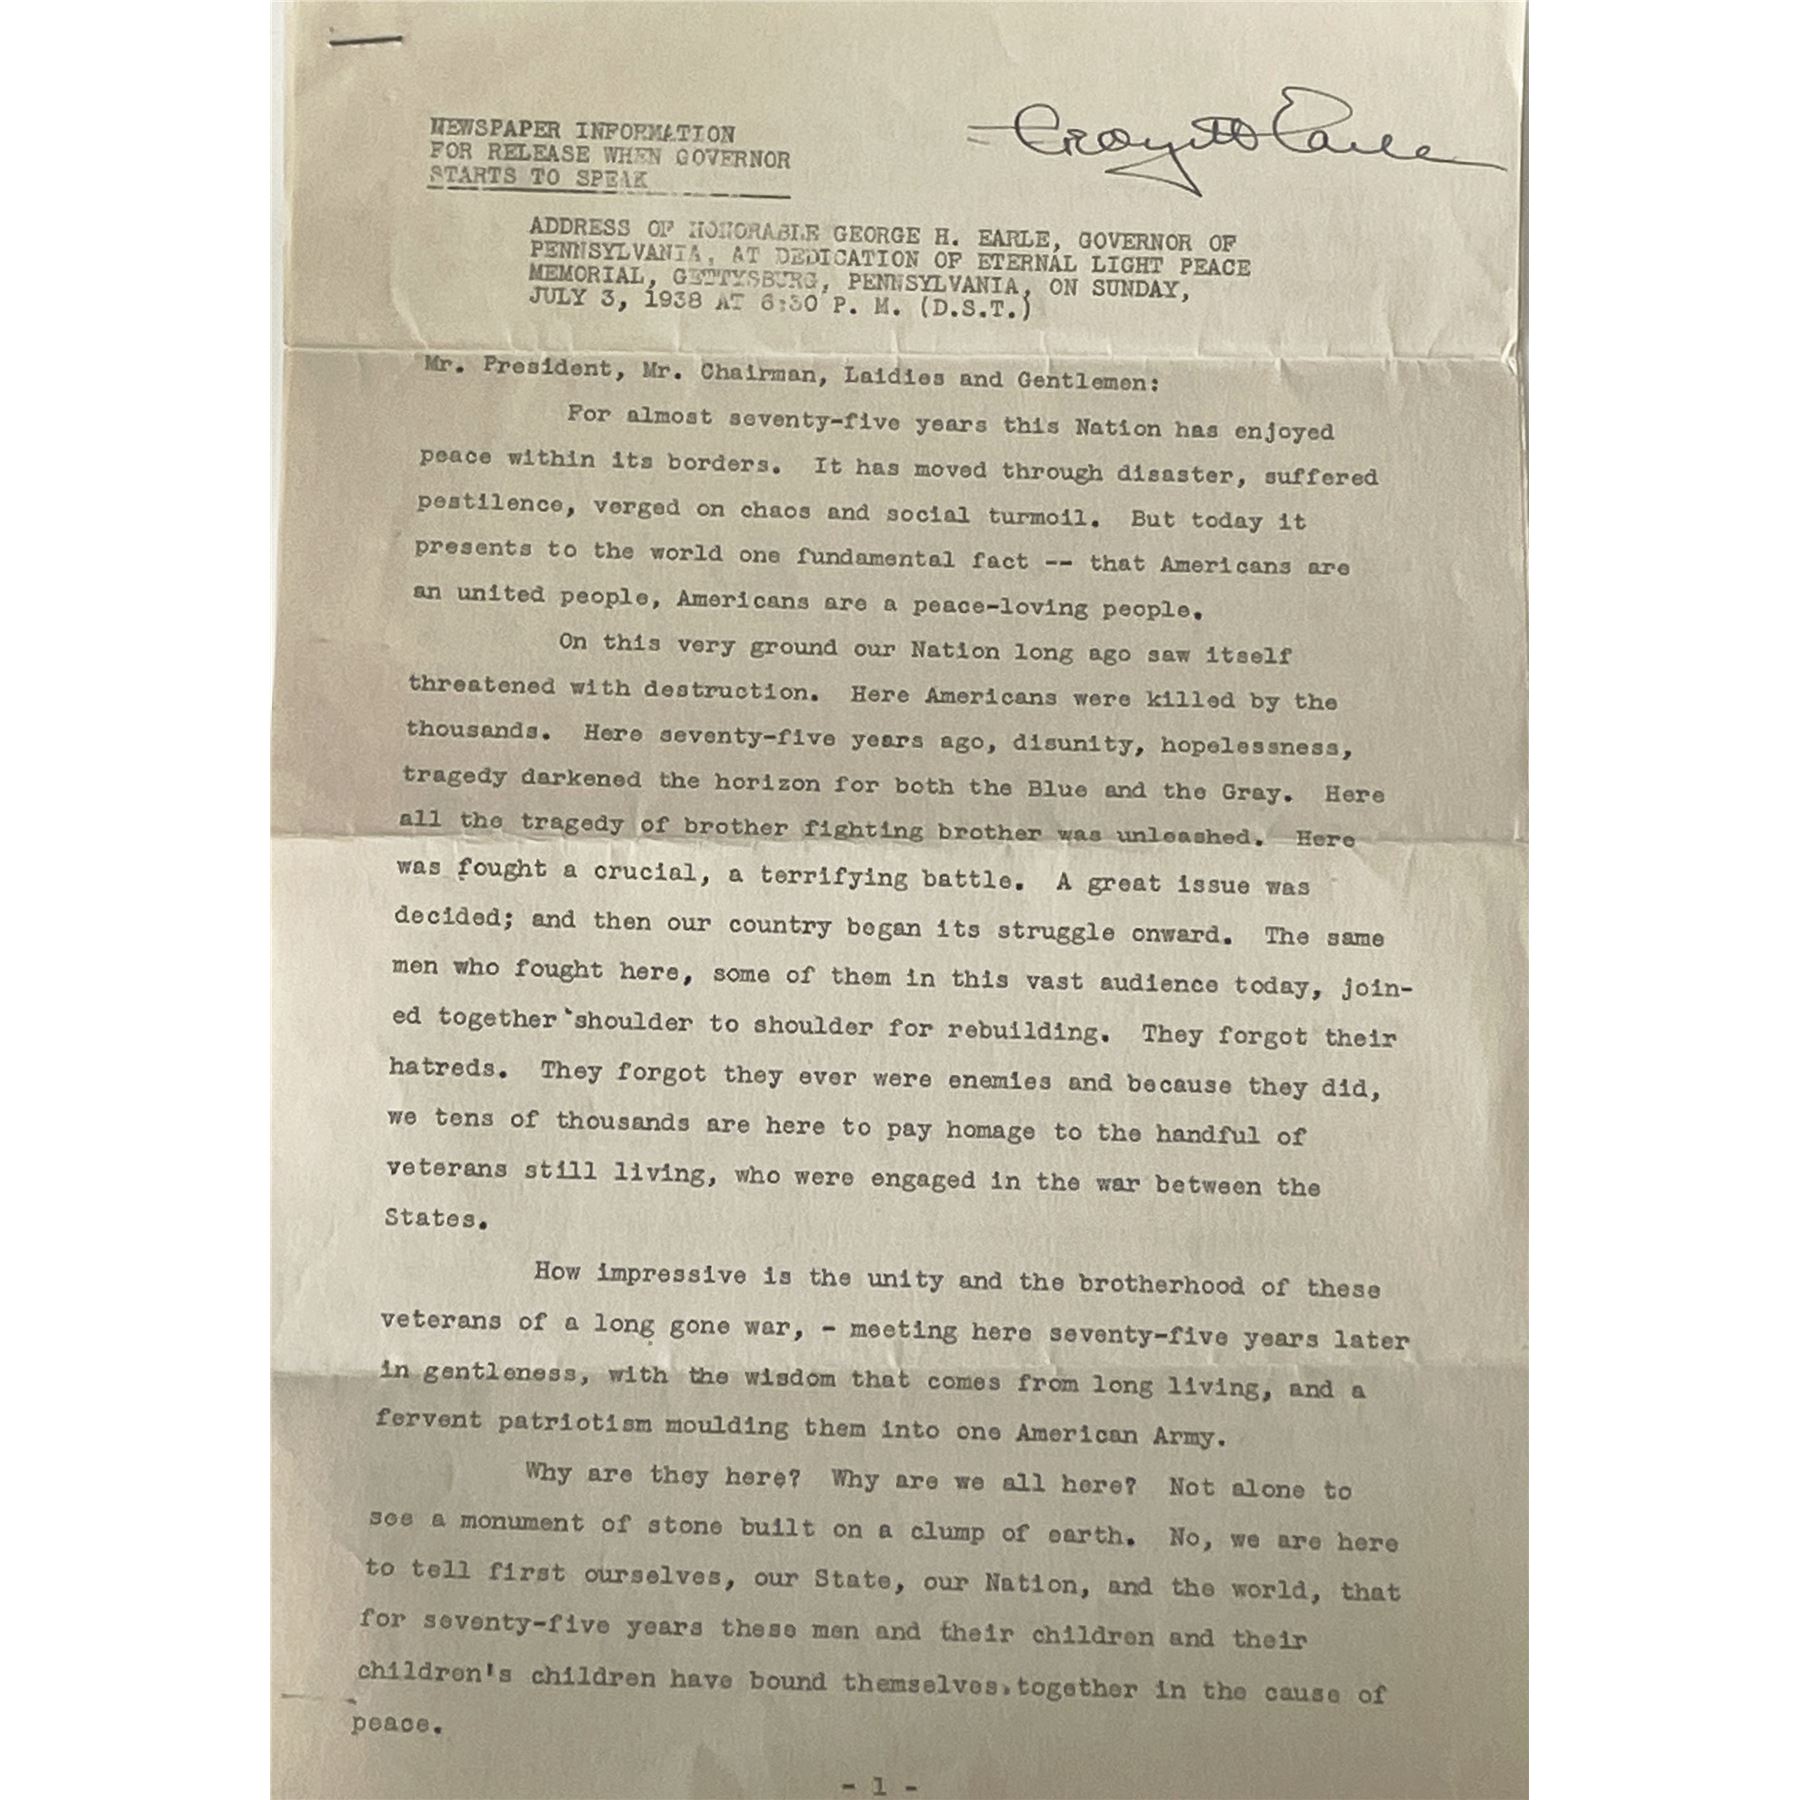 NEWSPAPER INFORMATION
FOR RELEASE WHEN GOVERNOR
STARTS TO SPEAK
ADDRESS OF HONORABLE GEORGE H. EARLE, GOVERNOR OF
PENNSYLVANIA, AT DEDICATION OF ETERNAL LIGHT PEACE
MEMORIAL, GETTYSBURG, PENNSYLVANIA, ON SUNDAY,
JULY 3, 1938 AT 6:30 P. M. (D.S.T.)
Mr. President, Mr. Chairman, Laidies and Gentlemen:
For almost seventy-five years this Nation has enjoyed
peace within its borders. It has moved through disaster, suffered
pestilence, verged on chaos and social turmoil. But today it
presents to the world one fundamental fact -- that Americans are
an united people, Americans are a peace-loving people.
On this very ground our Nation long ago saw itself
threatened with destruction. Here Americans were killed by the
thousands. Here seventy-five years ago, disunity, hopelessness,
tragedy darkened the horizon for both the Blue and the Gray. Here
all the tragedy of brother fighting brother was unleashed. Here
was fought a crucial, a terrifying battle. A great issue was
decided; and then our country began its struggle onward. The same
men who fought here, some of them in this vast audience today, join-
ed together shoulder to shoulder for rebuilding. They forgot their
hatreds. They forgot they ever were enemies and because they did,
we tens of thousands are here to pay homage to the handful of
veterans still living, who were engaged in the war between the
States.
How impressive is the unity and the brotherhood of these
veterans of a long gone war, - meeting here seventy-five years later
in gentleness, with the wisdom that comes from long living, and a
fervent patriotism moulding them into one American Army.
Why are they here? Why are we all here? Not alone to
see a monument of stone built on a clump of earth. No, we are here
to tell first ourselves, our State, our Nation, and the world, that
for seventy-five years these men and their children and their
children's children have bound themselves together in the cause of
peace.
- 1 -